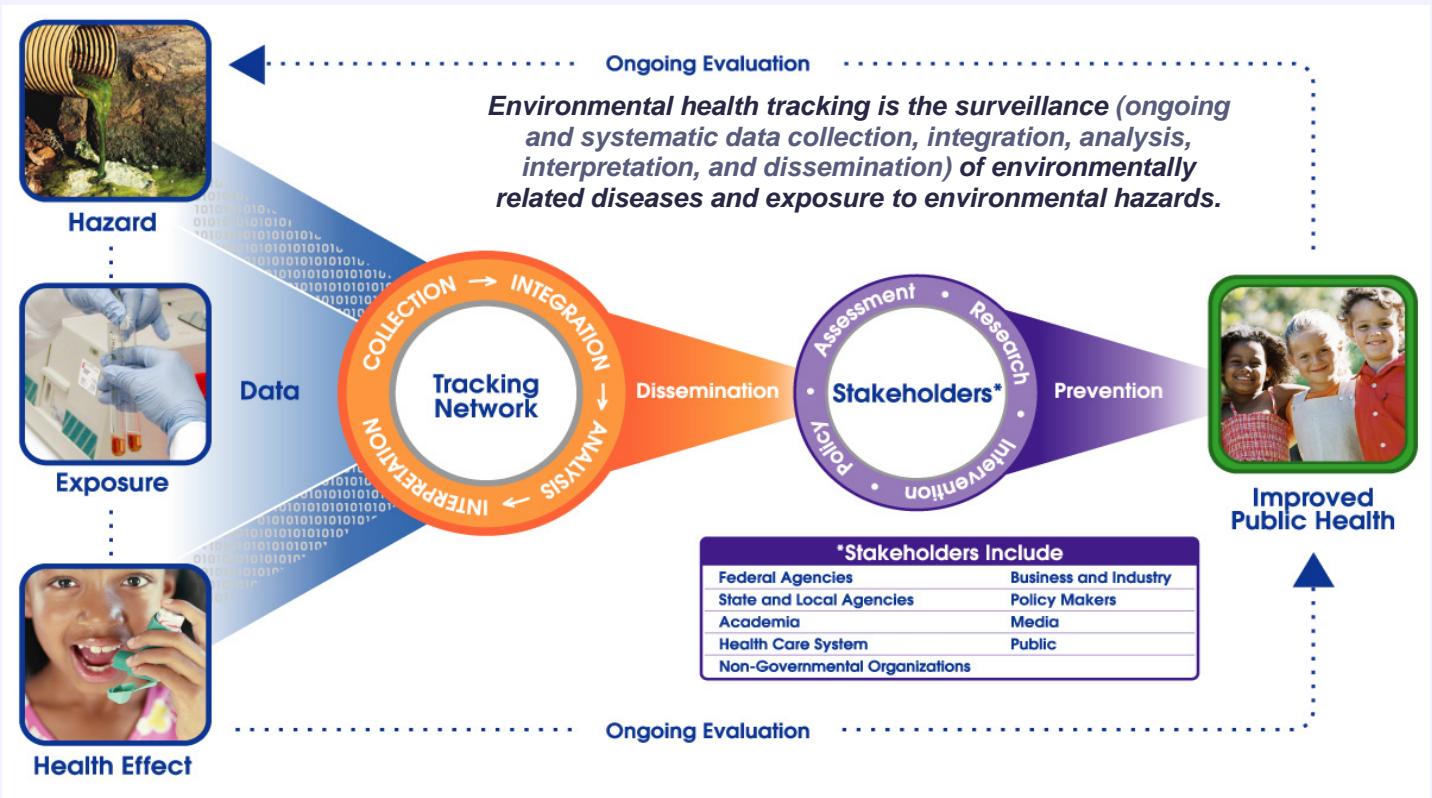 Ongoing Evaluation
Environmental health tracking is the surveillance (ongoing
and systematic data collection, integration, analysis,
interpretation, and dissemination) of environmentally
related diseases and exposure to environmental hazards.
Hazard
Exposure
Health Effect
Data
COLLECTION → INTEGRATION → ANALYSIS → INTERPRETATION
Tracking
Network
Dissemination
Assessment • Research • Intervention • Policy •
Stakeholders*
Prevention
Improved
Public Health
*Stakeholders Include
Federal Agencies
State and Local Agencies
Academia
Health Care System
Non-Governmental Organizations
Business and Industry
Policy Makers
Media
Public
Ongoing Evaluation